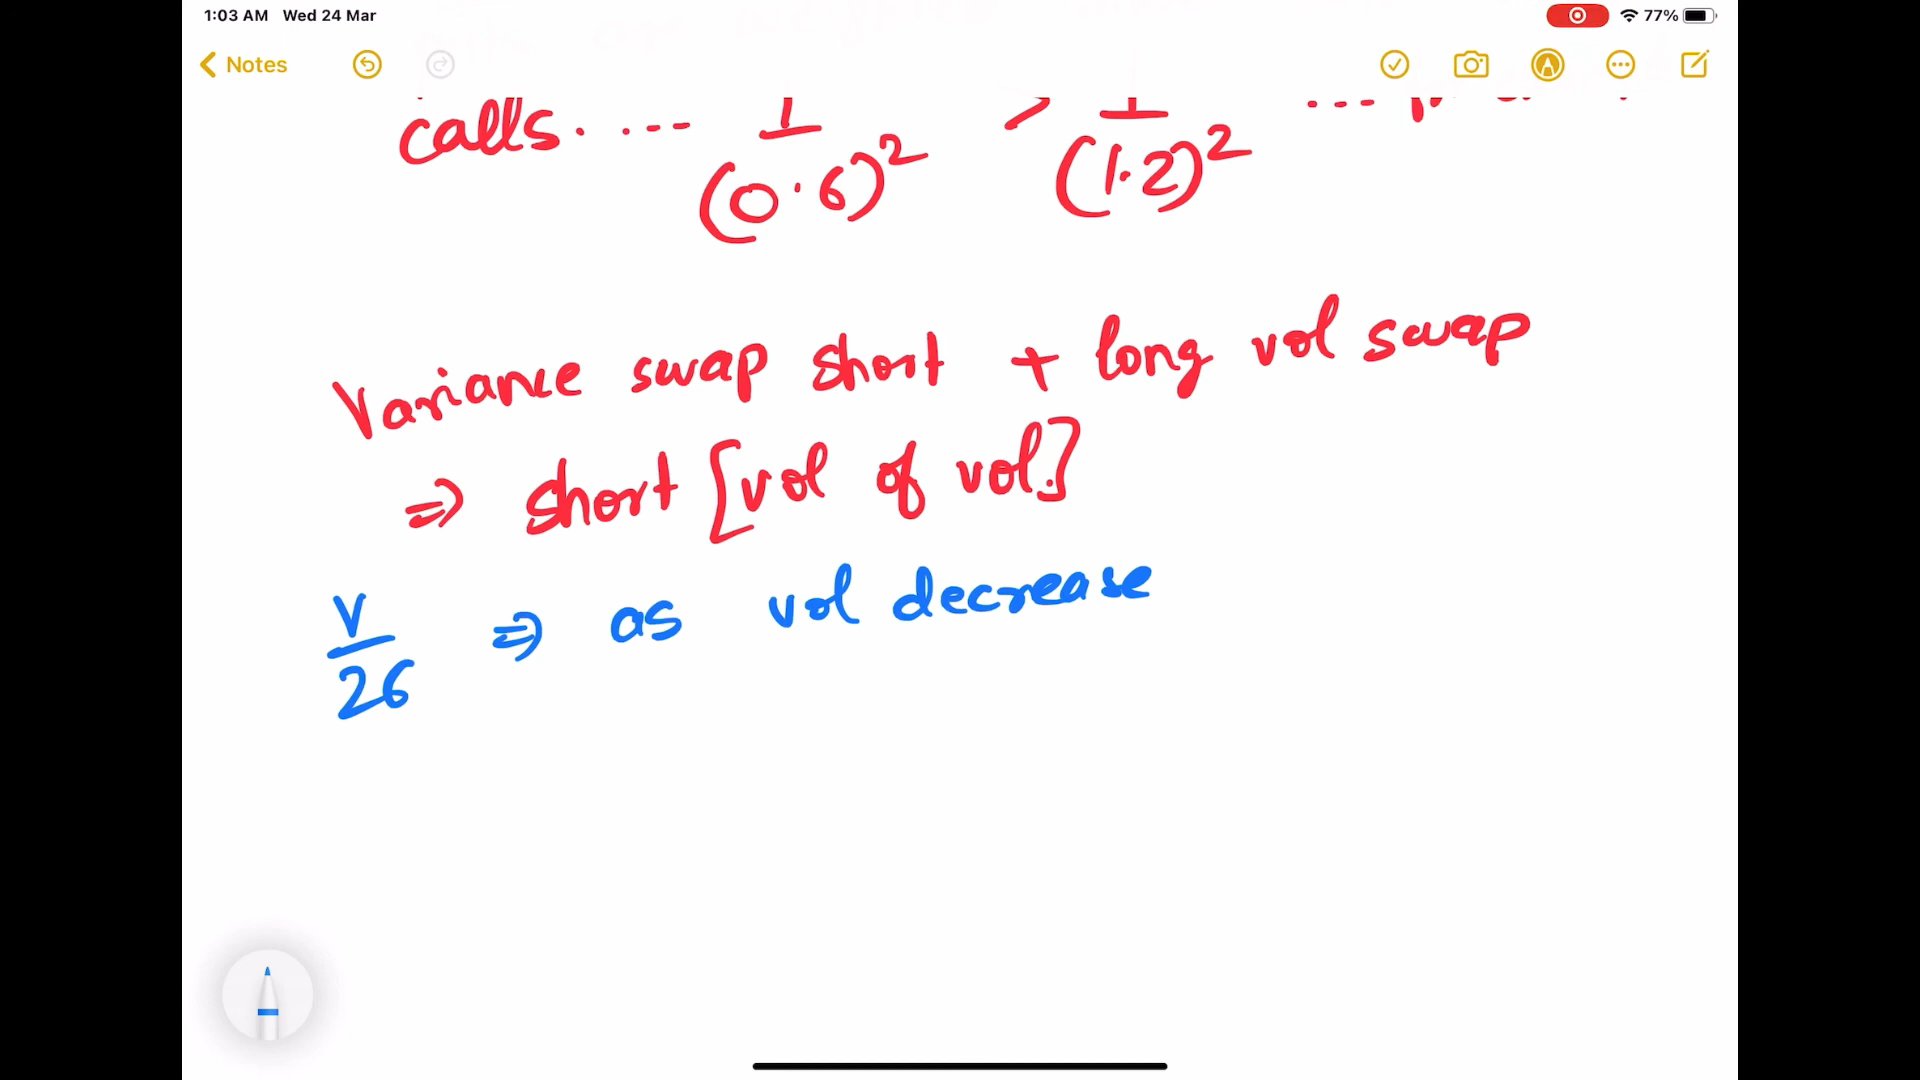 1:03 AM Wed 24 Mar 77%
Notes
calls. . . - - 1/(0.6)² > 1/(1.2)² - - -
Variance swap short + long vol swap
⇒ short [vol of vol.]
V/26 ⇒ as vol decrease